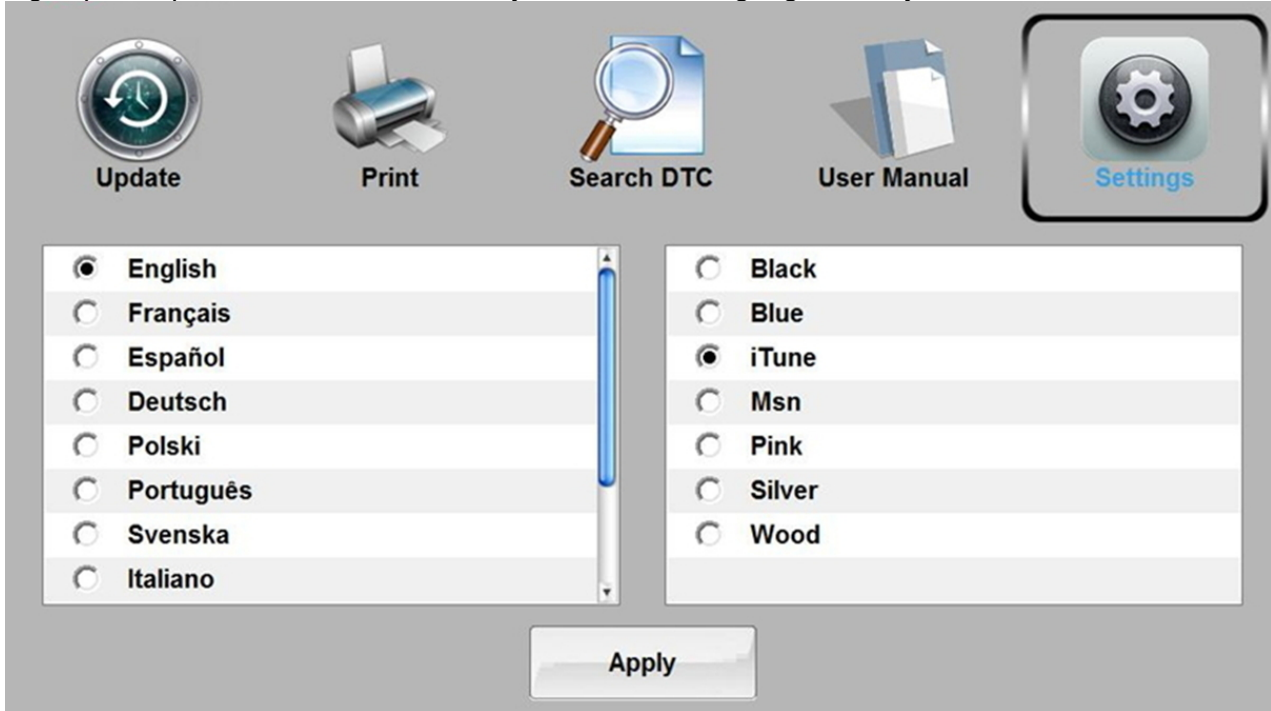 Update
Print
Search DTC
User Manual
Settings
English
Français
Español
Deutsch
Polski
Português
Svenska
Italiano
Black
Blue
iTune
Msn
Pink
Silver
Wood
Apply